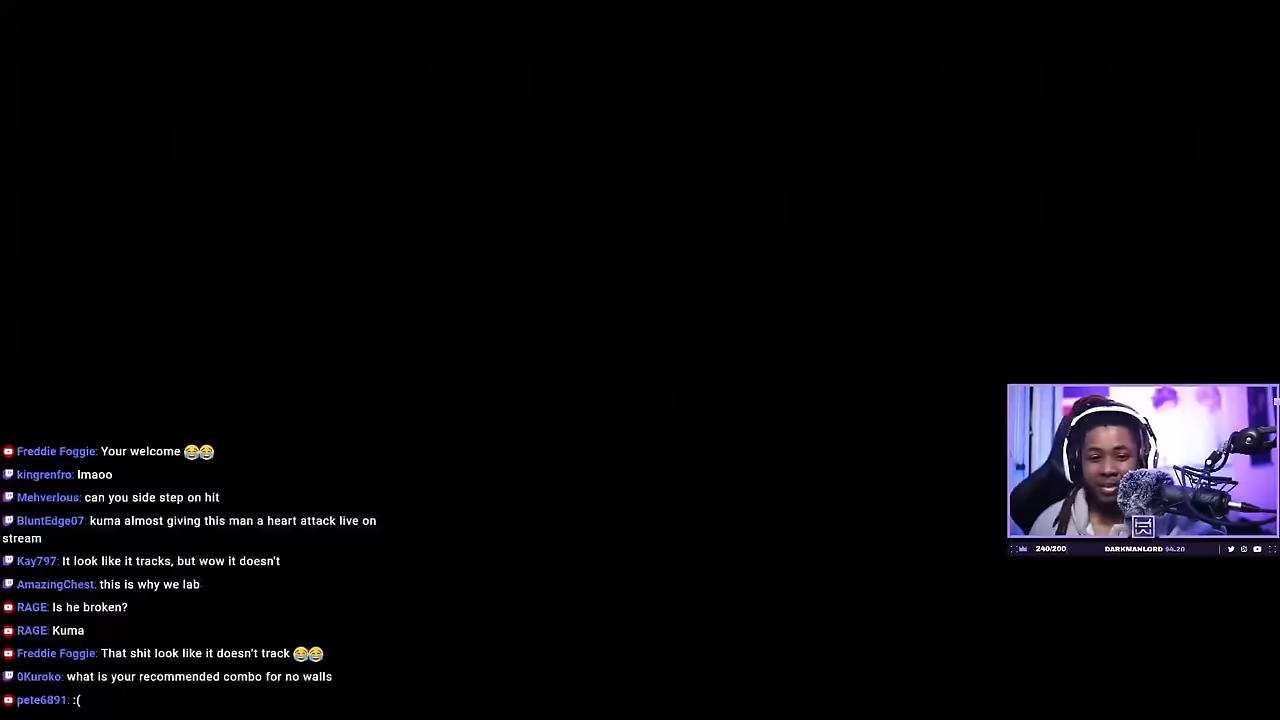 Freddie Foggie: Your welcome 😂😂
kingrenfro: lmaoo
Mehverlous: can you side step on hit
BluntEdge07: kuma almost giving this man a heart attack live on
stream
Kay797: It look like it tracks, but wow it doesn't
AmazingChest: this is why we lab
RAGE: Is he broken?
RAGE: Kuma
Freddie Foggie: That shit look like it doesn't track 😂😂
0Kuroko: what is your recommended combo for no walls
pete6891: :(
240/200 DARKMANLORD $4.20